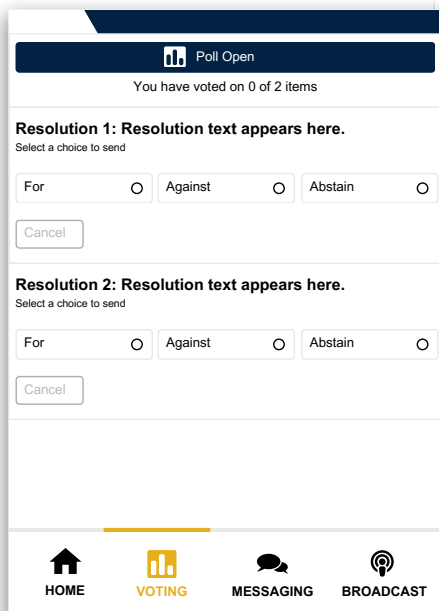 Poll Open
You have voted on 0 of 2 items
Resolution 1: Resolution text appears here.
Select a choice to send
For Against Abstain
Cancel
Resolution 2: Resolution text appears here.
Select a choice to send
For Against Abstain
Cancel
HOME VOTING MESSAGING BROADCAST